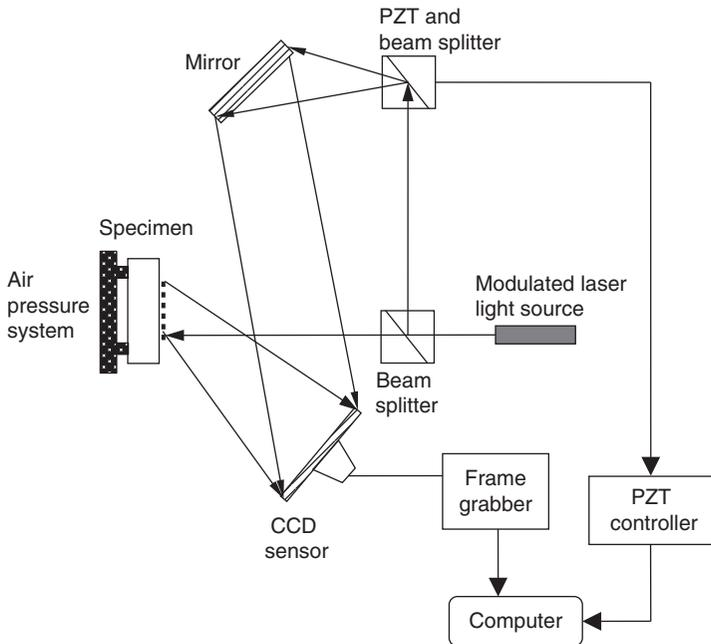 PZT and
beam splitter
Mirror
Specimen
Air
pressure
system
Modulated laser
light source
Beam
splitter
CCD
sensor
Frame
grabber
PZT
controller
Computer